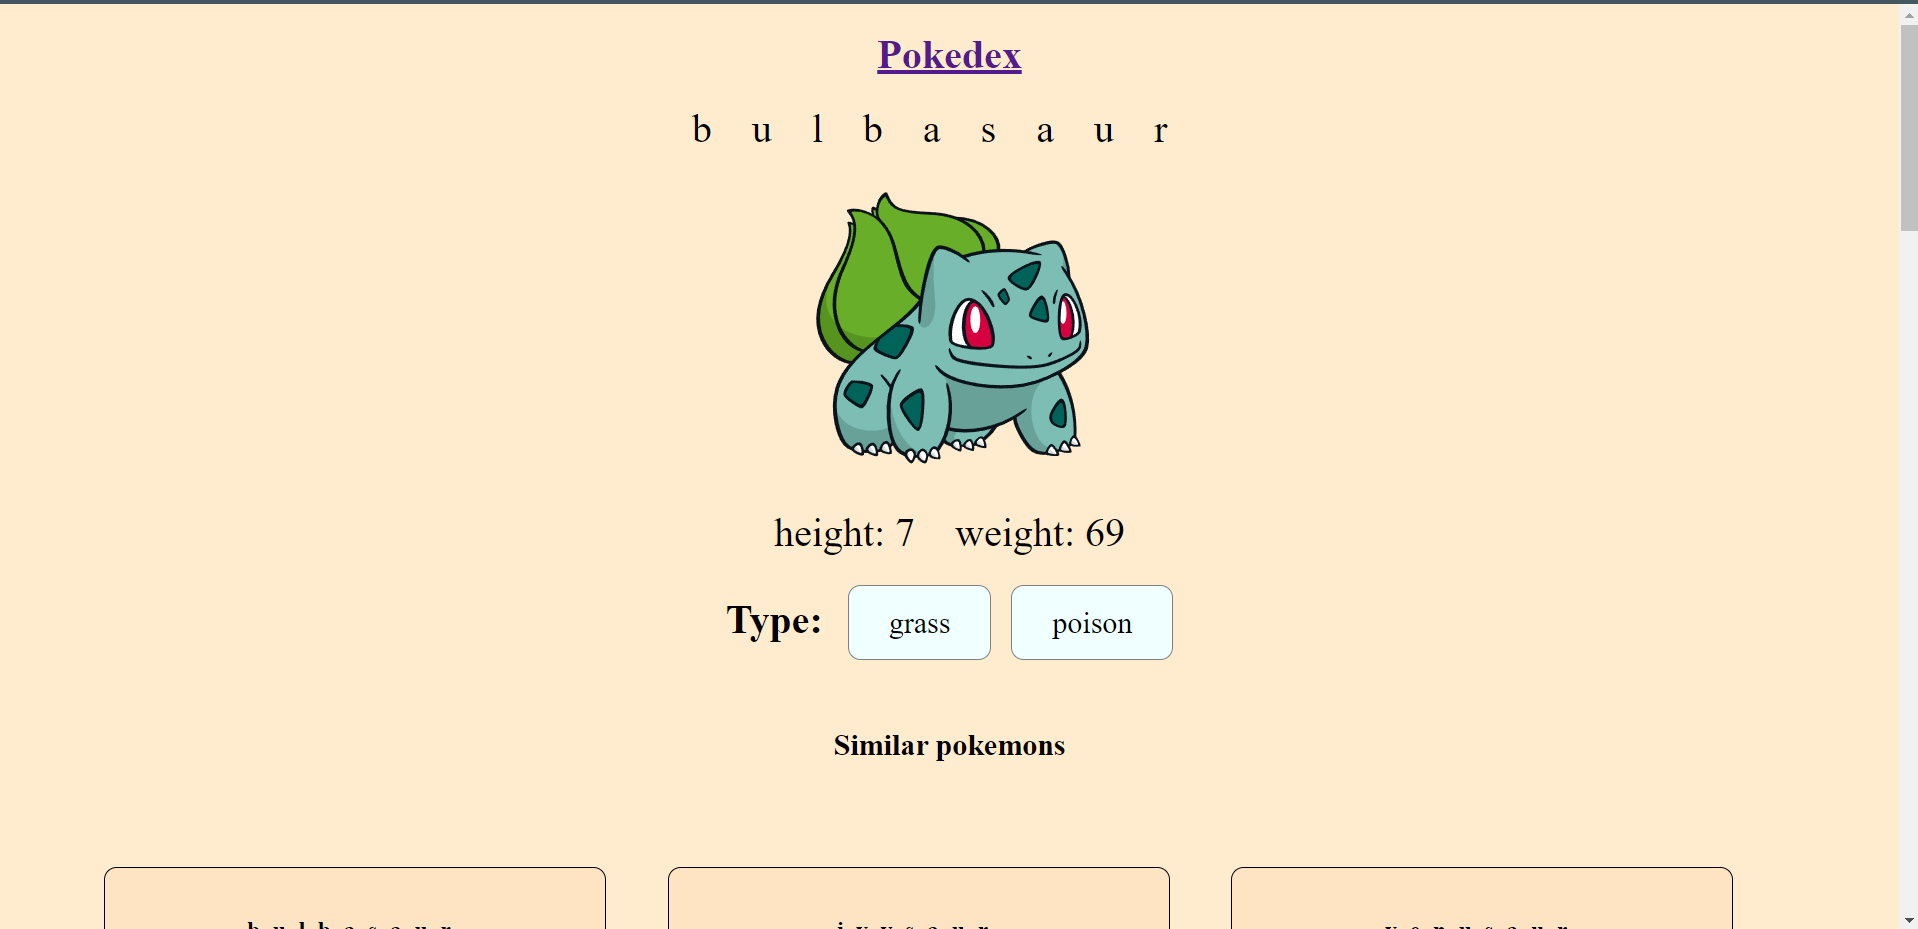 Pokedex
b u l b a s a u r
height: 7 weight: 69
Type: grass poison
Similar pokemons
b u l b a s a u r i v y s a u r v e n u s a u r